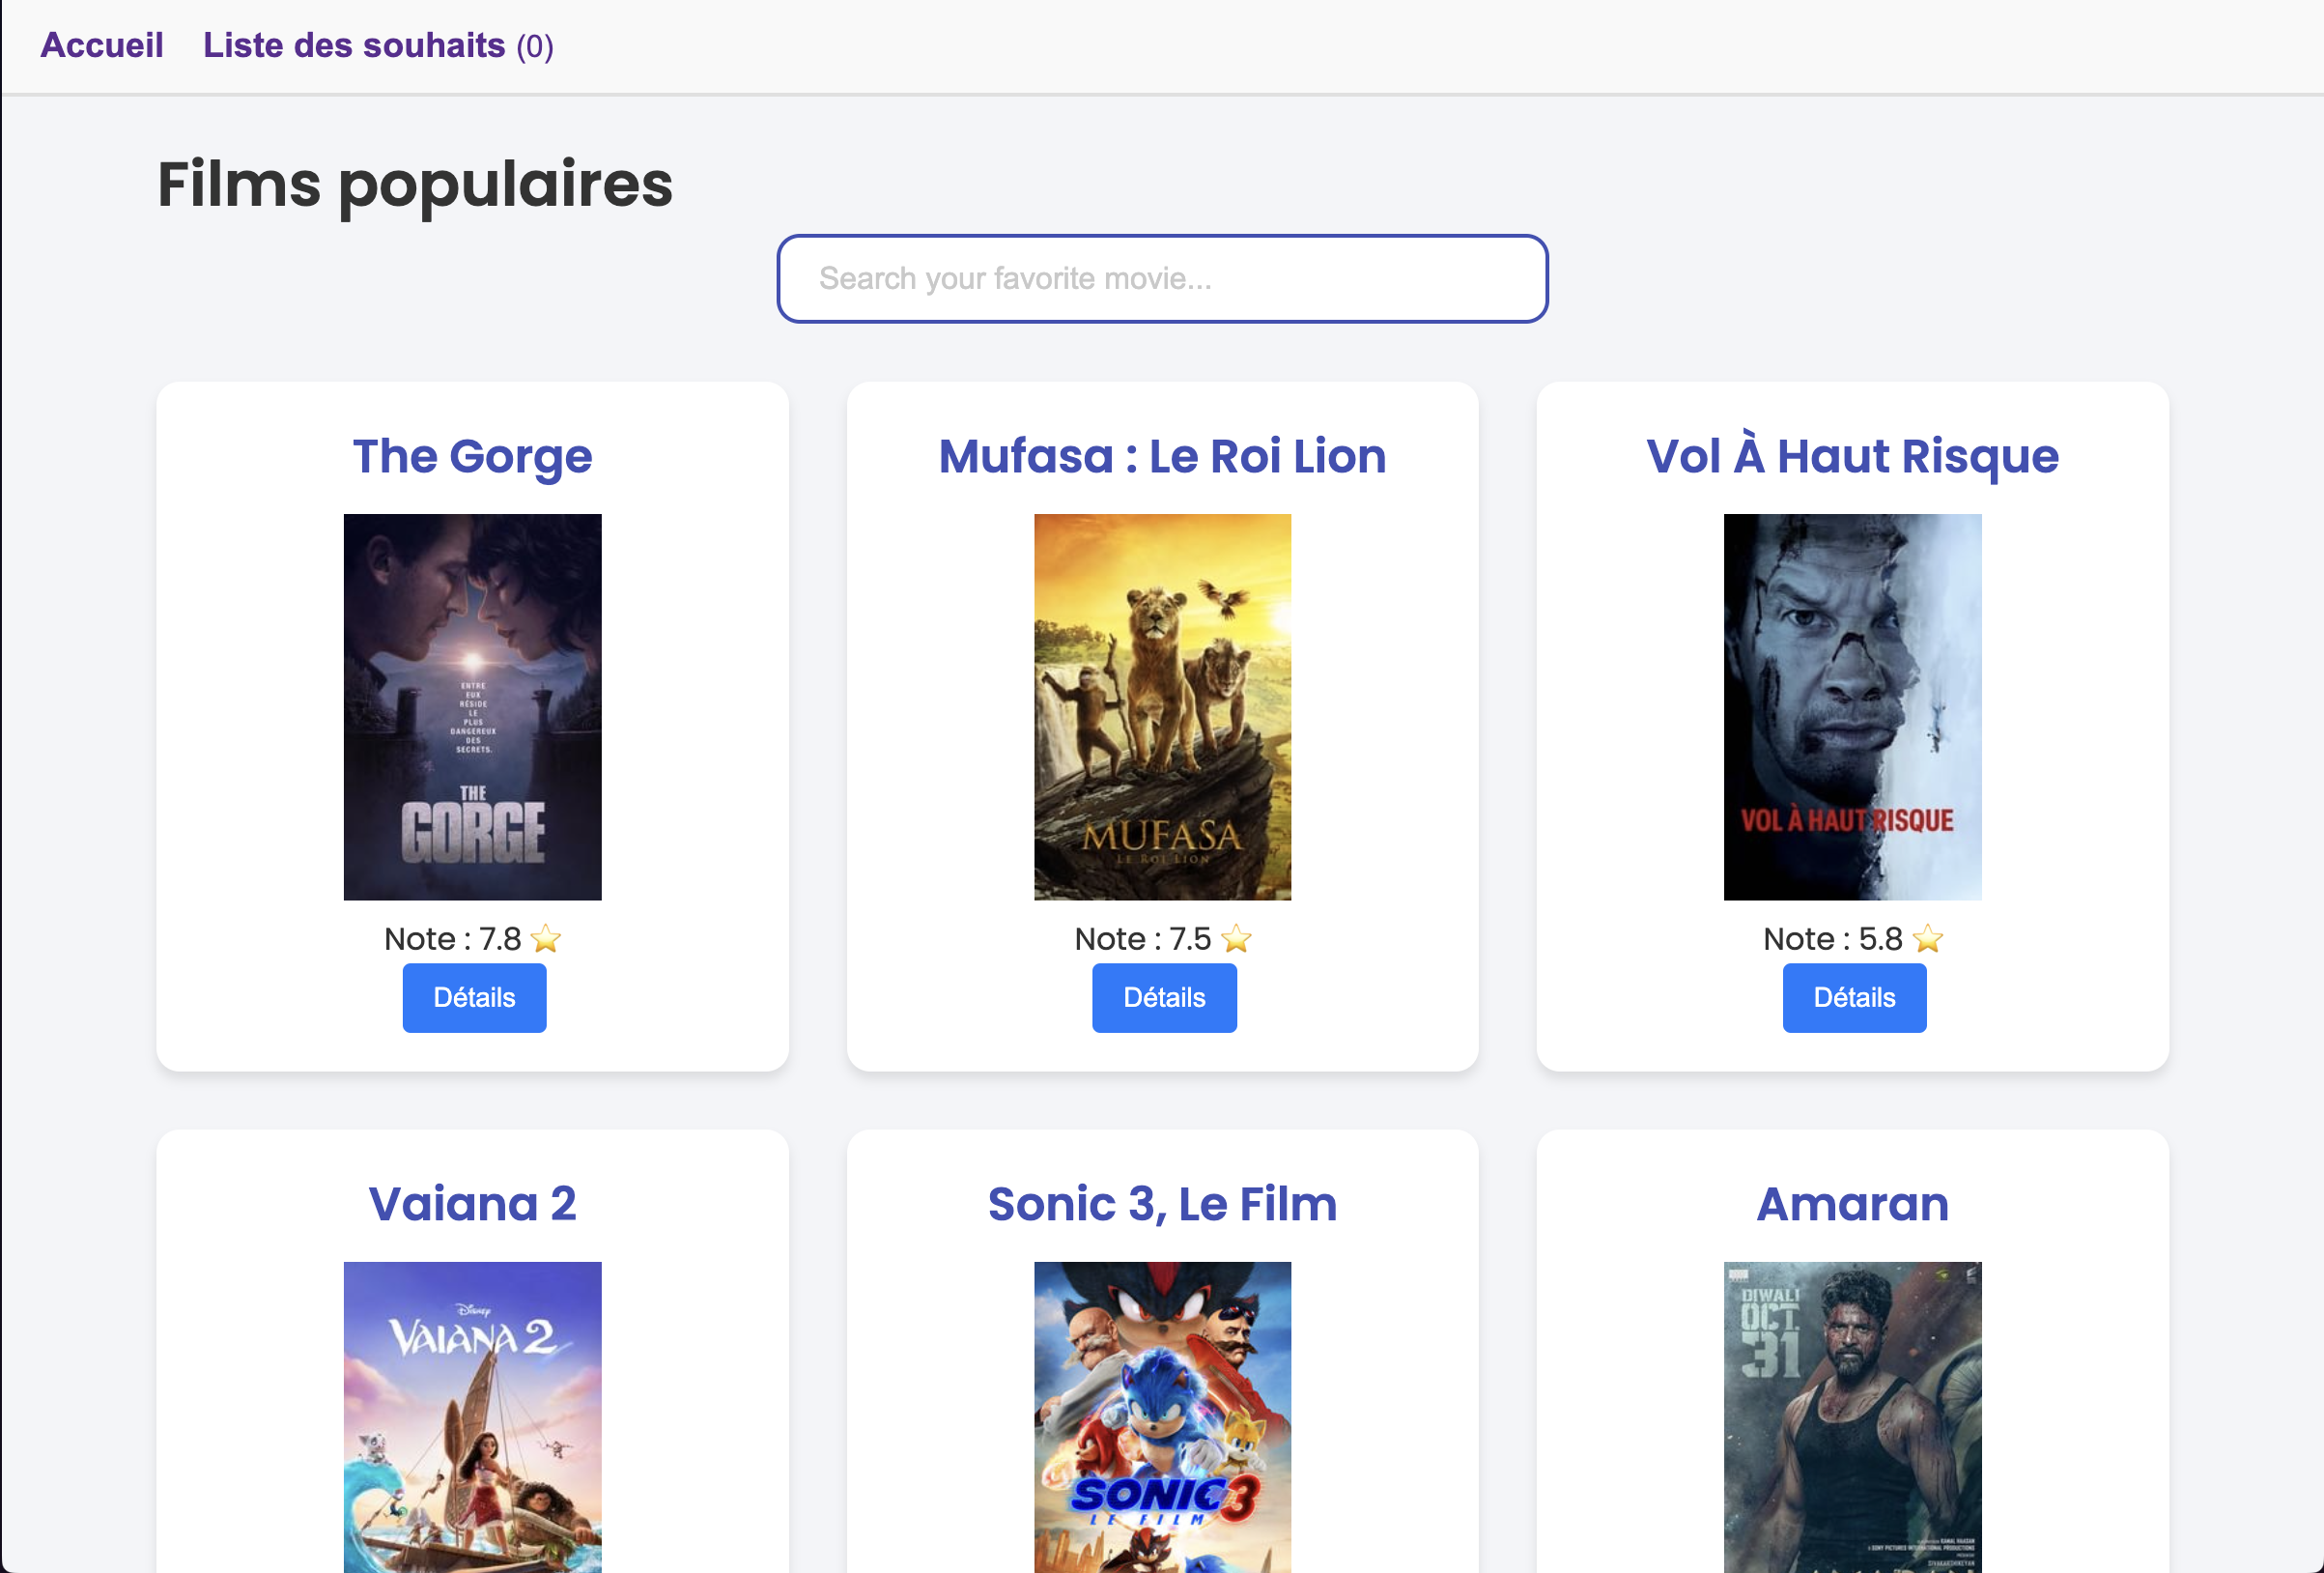 Accueil Liste des souhaits (0)
Films populaires
Search your favorite movie...
The Gorge
ENTRE
EUX
RÉSIDE
LE
PLUS
DANGEREUX
DES
SECRETS.
THE
GORGE
Note : 7.8 ⭐
Détails
Mufasa : Le Roi Lion
MUFASA
LE ROI LION
Note : 7.5 ⭐
Détails
Vol À Haut Risque
VOL À HAUT RISQUE
Note : 5.8 ⭐
Détails
Vaiana 2
DISNEY
VAIANA 2
Sonic 3, Le Film
SONIC 3
LE FILM
Amaran
DIWALI
OCT.
31